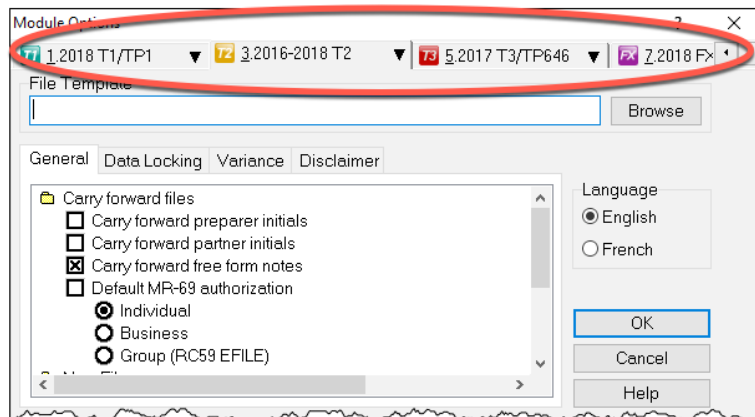 Module Options ?
T1 1.2018 T1/TP1 T2 3.2016-2018 T2 T3 5.2017 T3/TP646 FX 7.2018 FX
File Template
Browse
General Data Locking Variance Disclaimer
Carry forward files
Carry forward preparer initials
Carry forward partner initials
Carry forward free form notes
Default MR-69 authorization
Individual
Business
Group (RC59 EFILE)
Language
English
French
OK
Cancel
Help